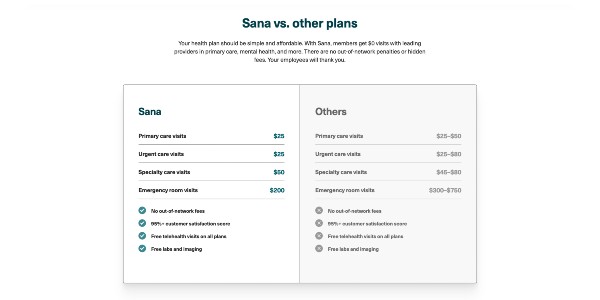 Sana vs. other plans
Your health plan should be simple and affordable. With Sana, members get $0 visits with leading
providers in primary care, mental health, and more. There are no out-of-network penalties or hidden
fees. Your employees will thank you.
Sana
Primary care visits $25
Urgent care visits $25
Specialty care visits $50
Emergency room visits $200
No out-of-network fees
95%+ customer satisfaction score
Free telehealth visits on all plans
Free labs and imaging
Others
Primary care visits $25–$50
Urgent care visits $25–$80
Specialty care visits $45–$80
Emergency room visits $300–$750
No out-of-network fees
95%+ customer satisfaction score
Free telehealth visits on all plans
Free labs and imaging